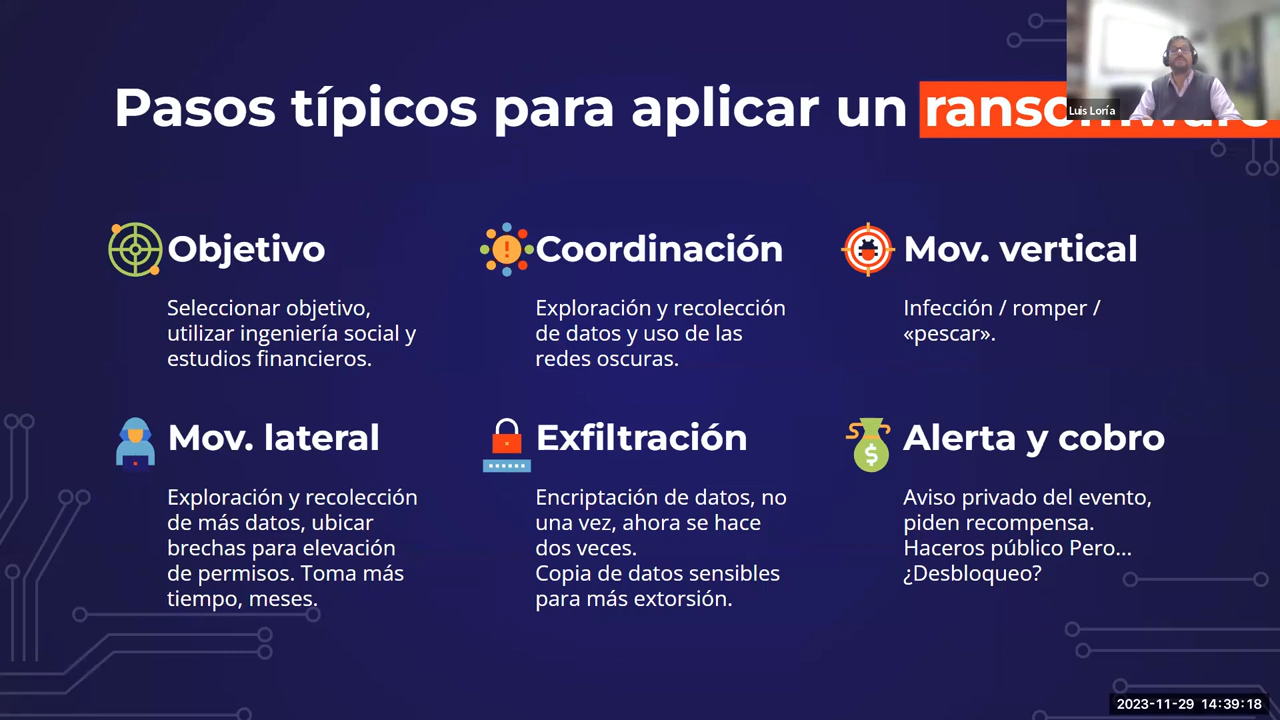 Pasos típicos para aplicar un
Luis Loría
Objetivo
Seleccionar objetivo,
utilizar ingeniería social y
estudios financieros.
Coordinación
Exploración y recolección
de datos y uso de las
redes oscuras.
Mov. vertical
Infección / romper /
«pescar».
Mov. lateral
Exploración y recolección
de más datos, ubicar
brechas para elevación
de permisos. Toma más
tiempo, meses.
Exfiltración
Encriptación de datos, no
una vez, ahora se hace
dos veces.
Copia de datos sensibles
para más extorsión.
Alerta y cobro
Aviso privado del evento,
piden recompensa.
Haceros público Pero...
¿Desbloqueo?
2023-11-29 14:39:18